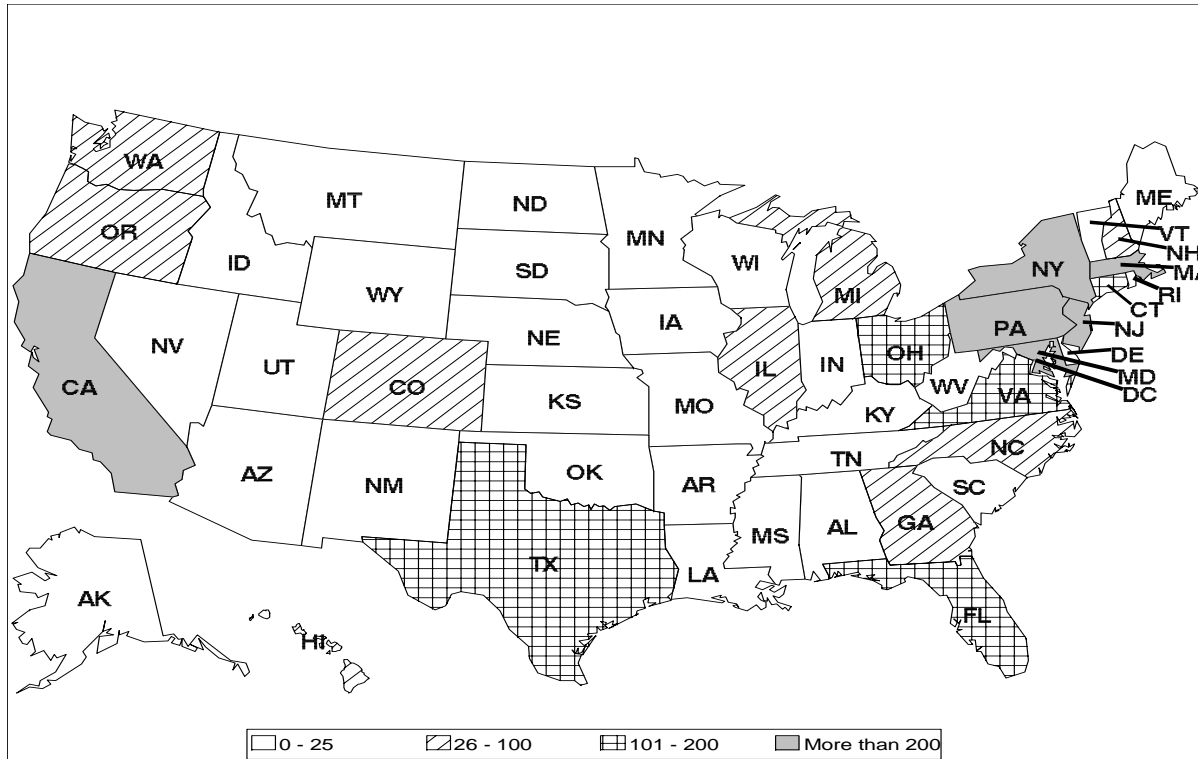 WA
MT
ND
ME
OR
MN
VT
ID
SD
WI
NY
NH
MA
WY
MI
RI
CT
IA
PA
NJ
NE
NV
OH
DE
UT
IL
IN
MD
CA
CO
WV
DC
KS
MO
VA
KY
NC
TN
AZ
OK
NM
AR
SC
GA
MS
AL
TX
LA
AK
FL
HI
0 - 25
26 - 100
101 - 200
More than 200